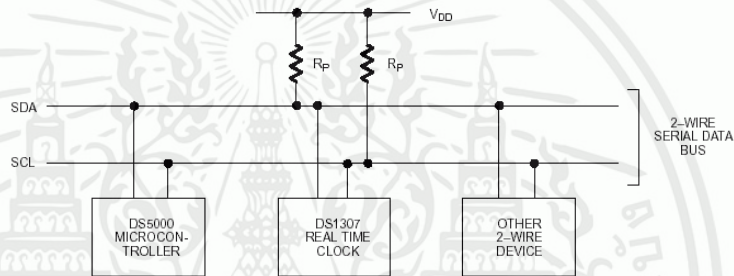 VDD
RP
RP
SDA
SCL
2–WIRE
SERIAL DATA
BUS
DS5000
MICROCON-
TROLLER
DS1307
REAL TIME
CLOCK
OTHER
2–WIRE
DEVICE